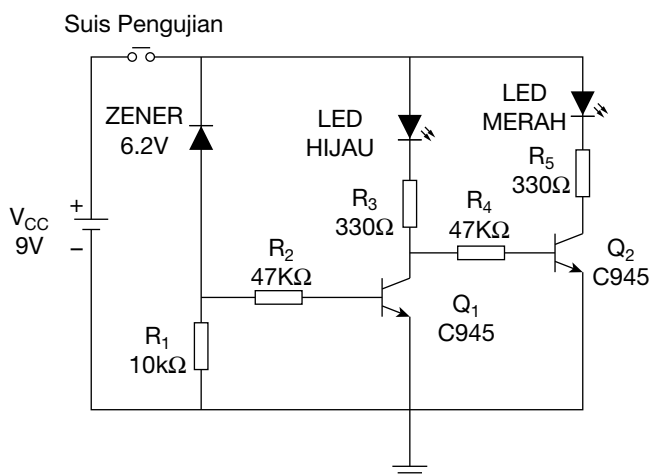 Suis Pengujian
ZENER
6.2V
LED
HIJAU
LED
MERAH
R5
330Ω
R3
330Ω
R4
47KΩ
VCC
9V
+
−
R2
47KΩ
Q2
C945
Q1
C945
R1
10kΩ